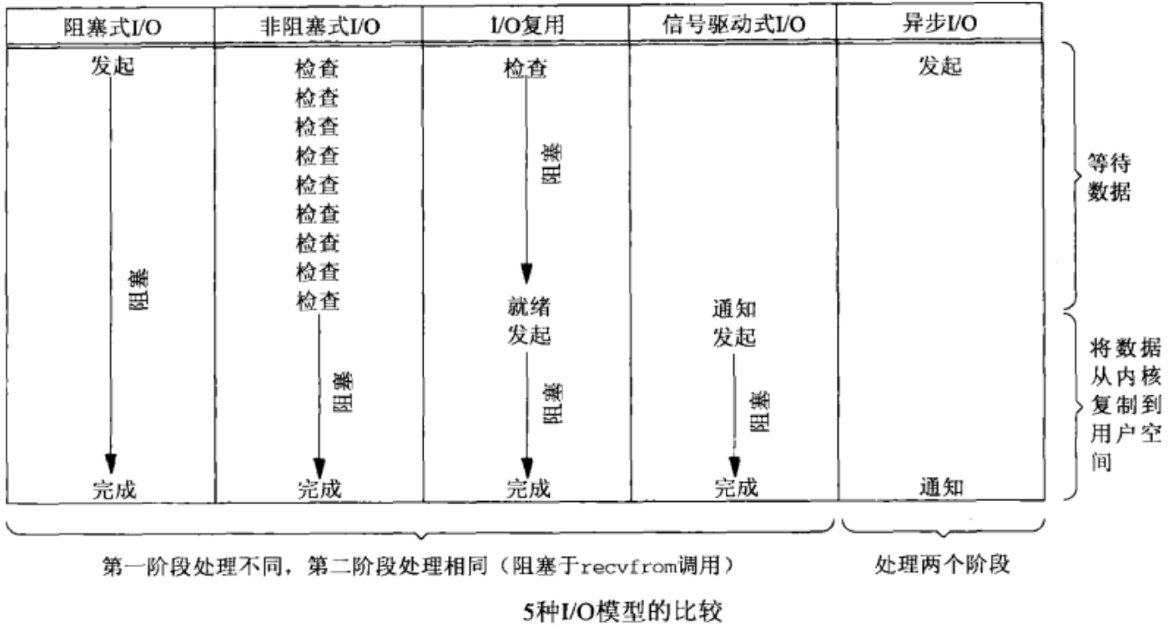 阻塞式I/O 非阻塞式I/O I/O复用 信号驱动式I/O 异步I/O
发起 检查 检查 发起
检查
检查
检查
检查
检查
检查
检查
检查 就绪 通知
发起 发起
阻塞
阻塞
阻塞
阻塞
阻塞
完成 完成 完成 完成 通知
等待
数据
将数据
从内核
复制到
用户空
间
第一阶段处理不同，第二阶段处理相同（阻塞于recvfrom调用） 处理两个阶段
5种I/O模型的比较